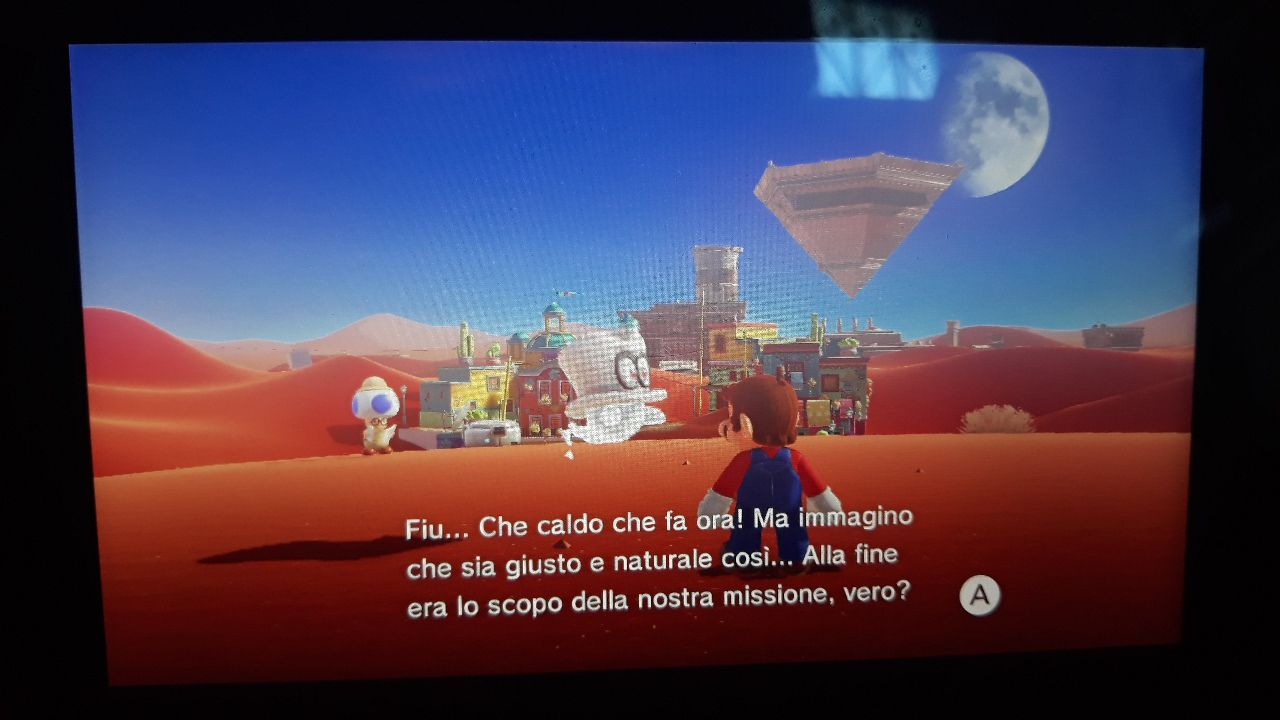 Fiu... Che caldo che fa ora! Ma immagino
che sia giusto e naturale così... Alla fine
era lo scopo della nostra missione, vero?
A